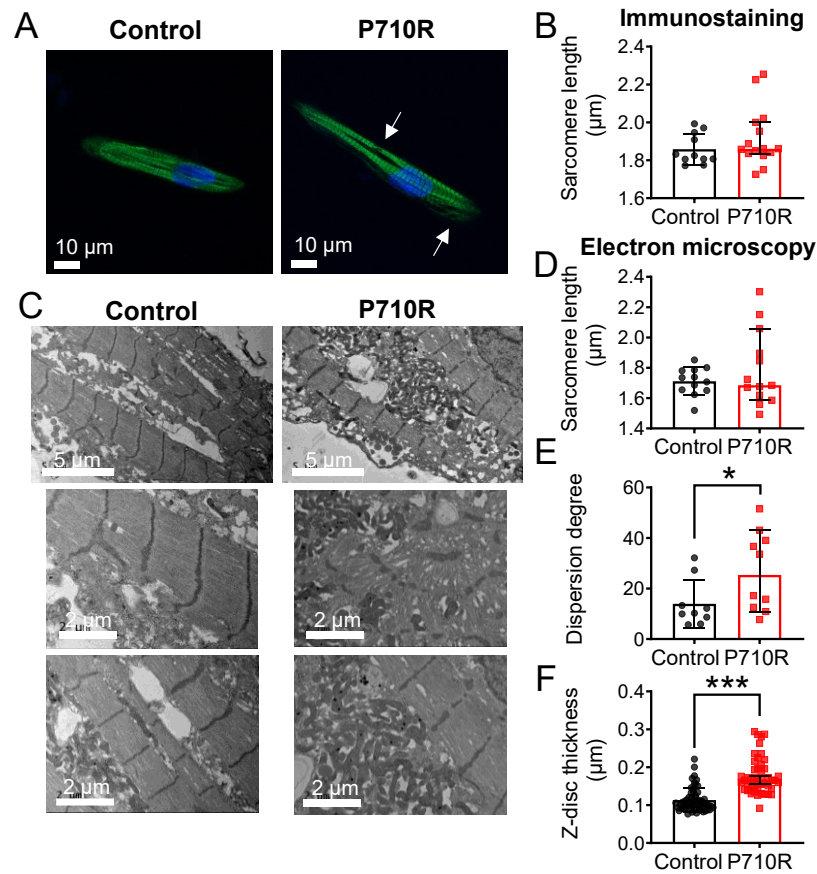 A
Control
P710R
10 µm
10 µm
B
Immunostaining
Sarcomere length
(µm)
2.4
2.2
2.0
1.8
1.6
Control P710R
C
Control
P710R
5 µm
5 µm
2 µm
2 µm
2 µm
2 µm
D
Electron microscopy
Sarcomere length
(µm)
2.4
2.2
2.0
1.8
1.6
1.4
Control P710R
E
Dispersion degree
60
40
20
0
*
Control P710R
F
Z-disc thickness
(µm)
0.4
0.3
0.2
0.1
0.0
***
Control P710R